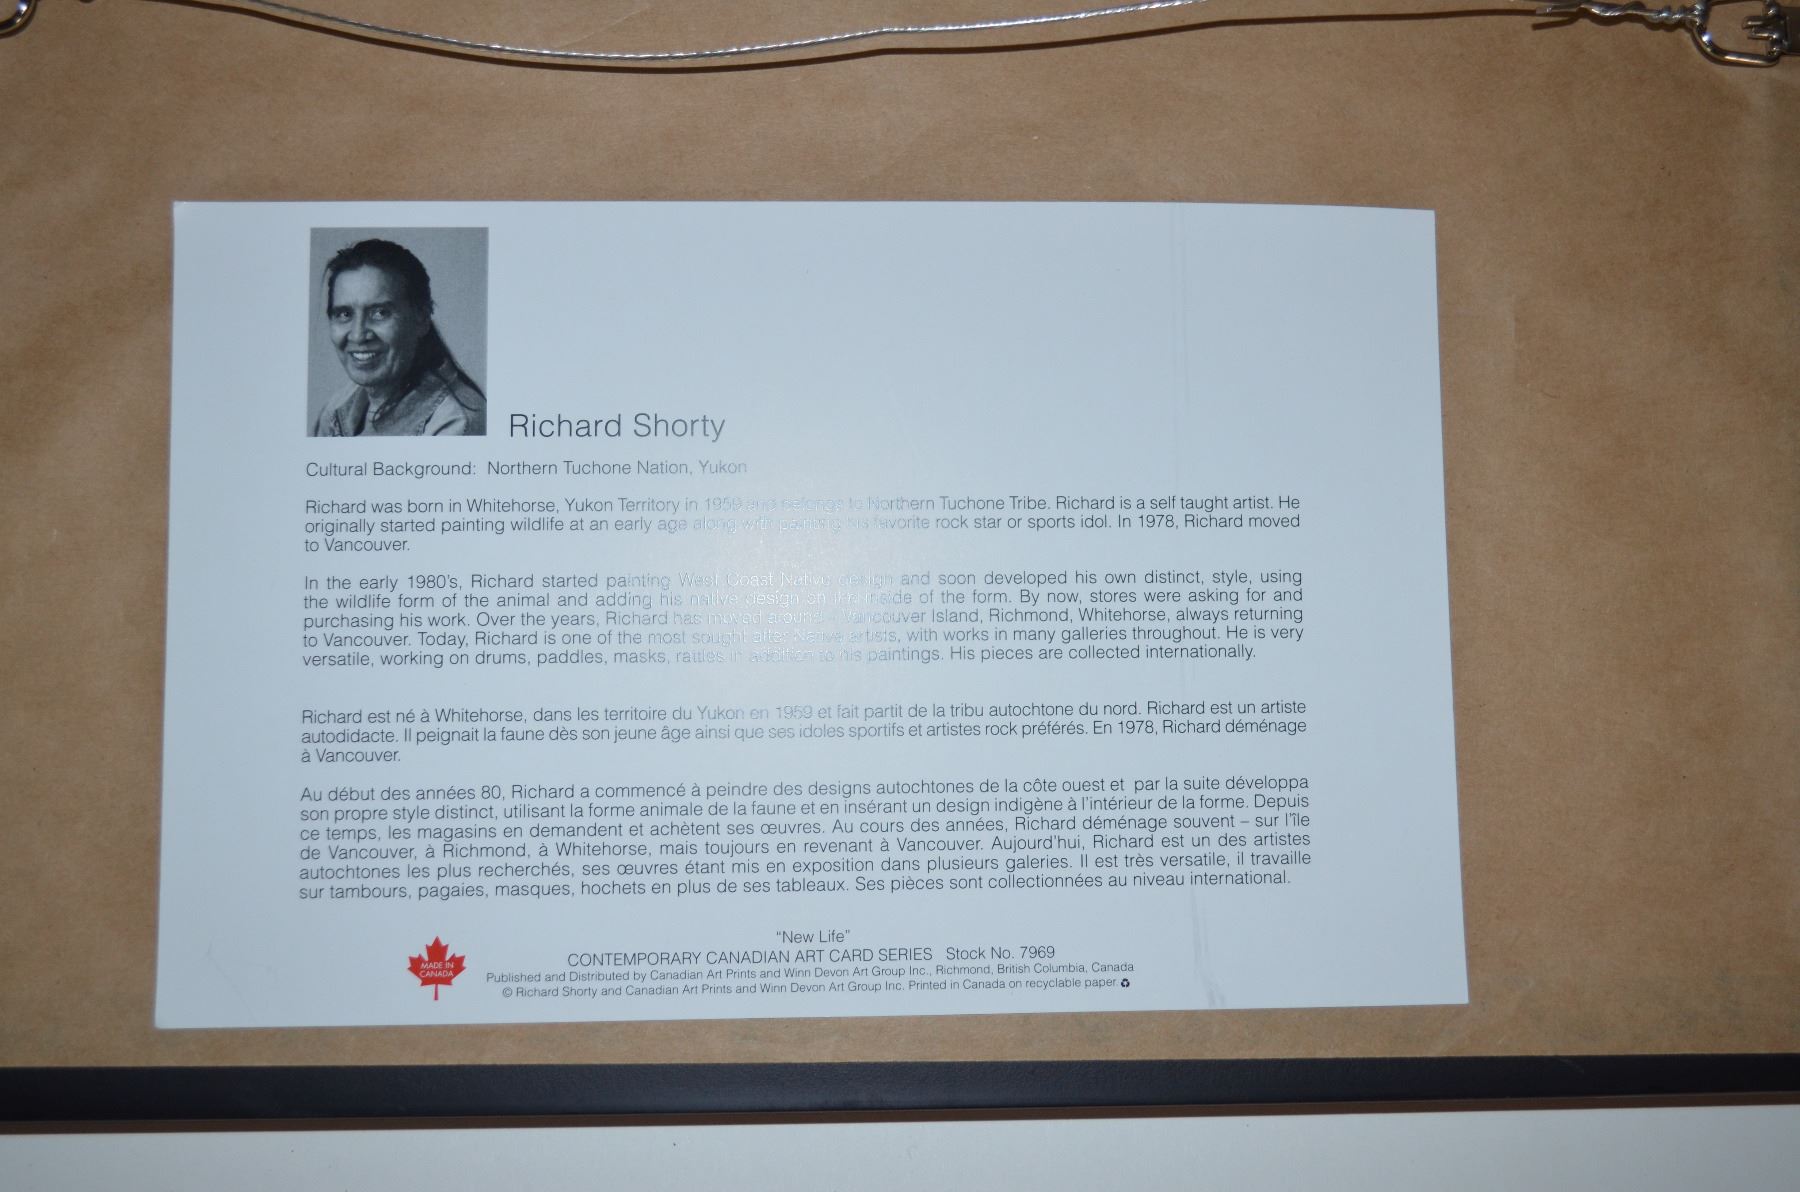 Richard Shorty
Cultural Background: Northern Tuchone Nation, Yukon
Richard was born in Whitehorse, Yukon Territory in 1959 and belongs to Northern Tuchone Tribe. Richard is a self taught artist. He
originally started painting wildlife at an early age along with painting his favorite rock star or sports idol. In 1978, Richard moved
to Vancouver.
In the early 1980's, Richard started painting West Coast Native design and soon developed his own distinct, style, using
the wildlife form of the animal and adding his native design on the inside of the form. By now, stores were asking for and
purchasing his work. Over the years, Richard has moved around - Vancouver Island, Richmond, Whitehorse, always returning
to Vancouver. Today, Richard is one of the most sought after Native artists, with works in many galleries throughout. He is very
versatile, working on drums, paddles, masks, rattles in addition to his paintings. His pieces are collected internationally.
Richard est né à Whitehorse, dans les territoire du Yukon en 1959 et fait partit de la tribu autochtone du nord. Richard est un artiste
autodidacte. Il peignait la faune dès son jeune âge ainsi que ses idoles sportifs et artistes rock préférés. En 1978, Richard déménage
à Vancouver.
Au début des années 80, Richard a commencé à peindre des designs autochtones de la côte ouest et par la suite développa
son propre style distinct, utilisant la forme animale de la faune et en insérant un design indigène à l'intérieur de la forme. Depuis
ce temps, les magasins en demandent et achètent ses œuvres. Au cours des années, Richard déménage souvent – sur l'île
de Vancouver, à Richmond, à Whitehorse, mais toujours en revenant à Vancouver. Aujourd'hui, Richard est un des artistes
autochtones les plus recherchés, ses œuvres étant mis en exposition dans plusieurs galeries. Il est très versatile, il travaille
sur tambours, pagaies, masques, hochets en plus de ses tableaux. Ses pièces sont collectionnées au niveau international.
"New Life"
CONTEMPORARY CANADIAN ART CARD SERIES Stock No. 7969
Published and Distributed by Canadian Art Prints and Winn Devon Art Group Inc., Richmond, British Columbia, Canada
© Richard Shorty and Canadian Art Prints and Winn Devon Art Group Inc. Printed in Canada on recyclable paper.
MADE IN
CANADA